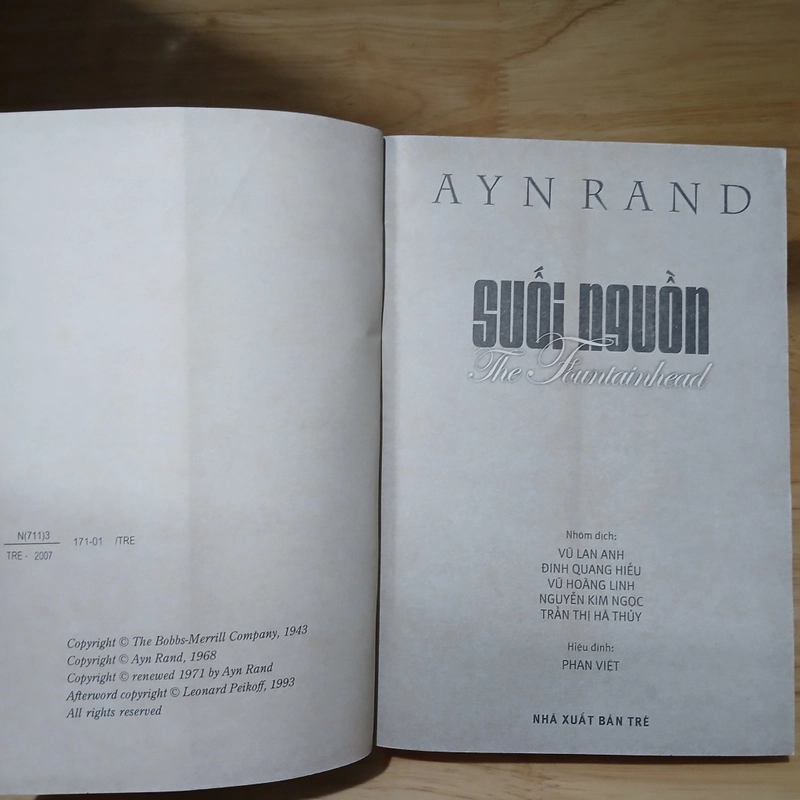 N(711)3
171-01 /TRE
TRE - 2007
Copyright © The Bobbs-Merrill Company, 1943
Copyright © Ayn Rand, 1968
Copyright © renewed 1971 by Ayn Rand
Afterword copyright © Leonard Peikoff, 1993
All rights reserved
AYN RAND
SUỐI NGUỒN
The Fountainhead
Nhóm dịch:
VŨ LAN ANH
ĐINH QUANG HIẾU
VŨ HOÀNG LINH
NGUYỄN KIM NGỌC
TRẦN THỊ HÀ THỦY
Hiệu đính:
PHAN VIỆT
NHÀ XUẤT BẢN TRẺ